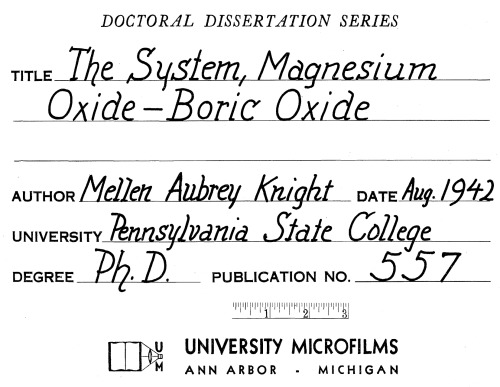 DOCTORAL DISSERTATION SERIES
TITLE The System, Magnesium
Oxide-Boric Oxide
AUTHOR Mellen Aubrey Knight DATE Aug. 1942
UNIVERSITY Pennsylvania State College
DEGREE Ph.D. PUBLICATION NO. 557
1 2 3
U
M
UNIVERSITY MICROFILMS
ANN ARBOR - MICHIGAN